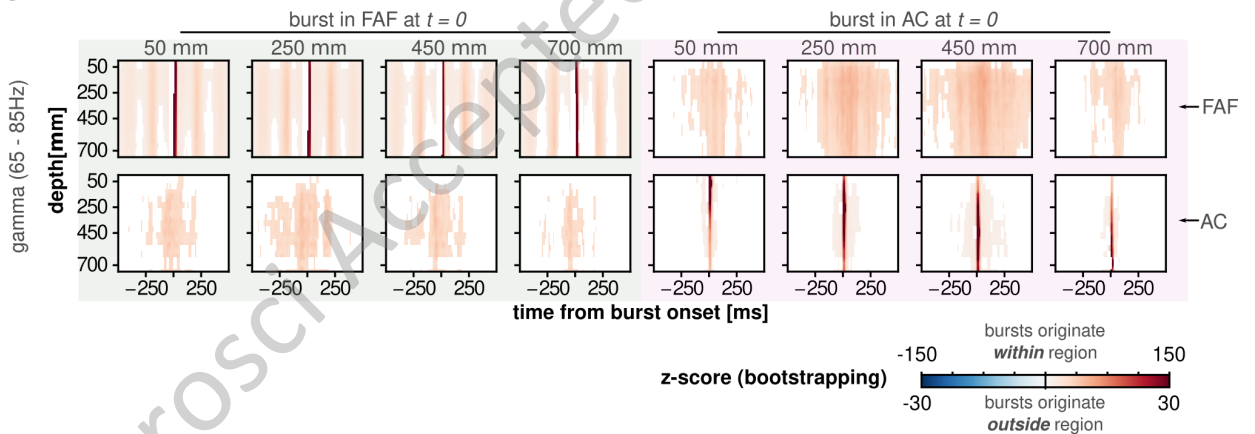 burst in FAF at t = 0
burst in AC at t = 0
50 mm 250 mm 450 mm 700 mm 50 mm 250 mm 450 mm 700 mm
gamma (65 - 85Hz)
depth[mm]
50
250
450
700
FAF
50
250
450
700
AC
−250 250 −250 250 −250 250 −250 250 −250 250 −250 250 −250 250 −250 250
time from burst onset [ms]
z-score (bootstrapping)
bursts originate
within region
-150 150
-30 30
bursts originate
outside region
rosci Accepted